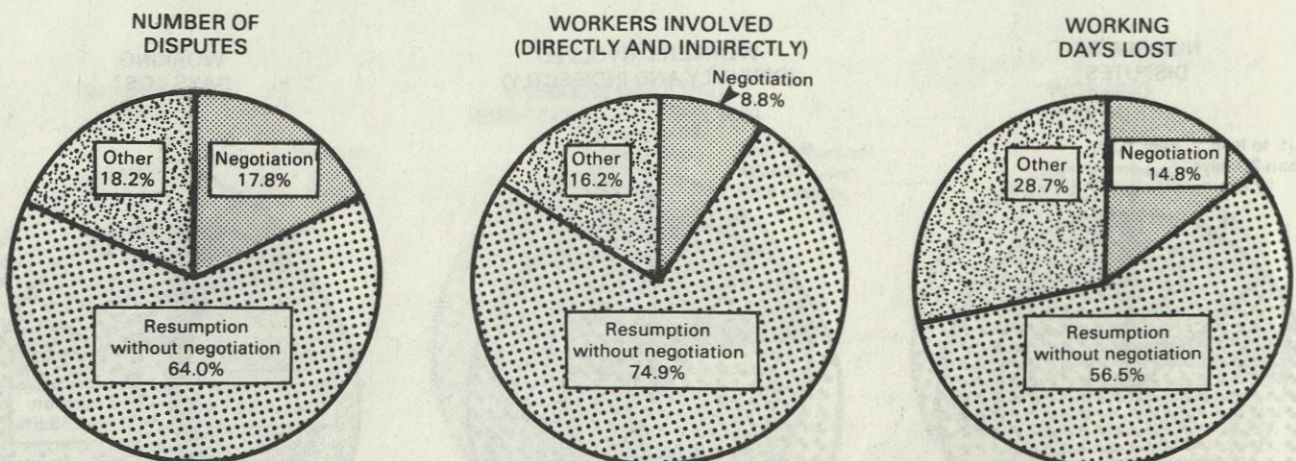 NUMBER OF
DISPUTES
Other
18.2%
Negotiation
17.8%
Resumption
without negotiation
64.0%
WORKERS INVOLVED
(DIRECTLY AND INDIRECTLY)
Negotiation
8.8%
Other
16.2%
Resumption
without negotiation
74.9%
WORKING
DAYS LOST
Other
28.7%
Negotiation
14.8%
Resumption
without negotiation
56.5%